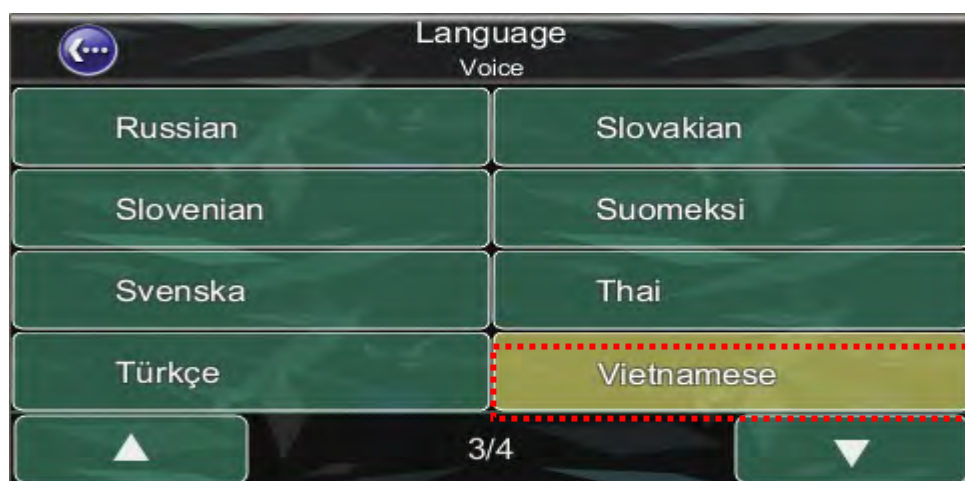 Language
Voice
Russian
Slovakian
Slovenian
Suomeksi
Svenska
Thai
Türkçe
Vietnamese
3/4